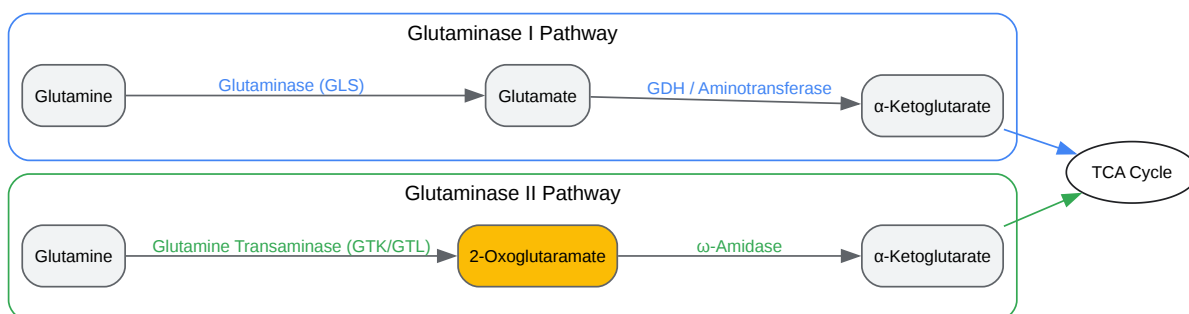 Glutaminase I Pathway
Glutamine
Glutaminase (GLS)
Glutamate
GDH / Aminotransferase
α-Ketoglutarate
TCA Cycle
Glutaminase II Pathway
Glutamine
Glutamine Transaminase (GTK/GTL)
2-Oxoglutaramate
ω-Amidase
α-Ketoglutarate